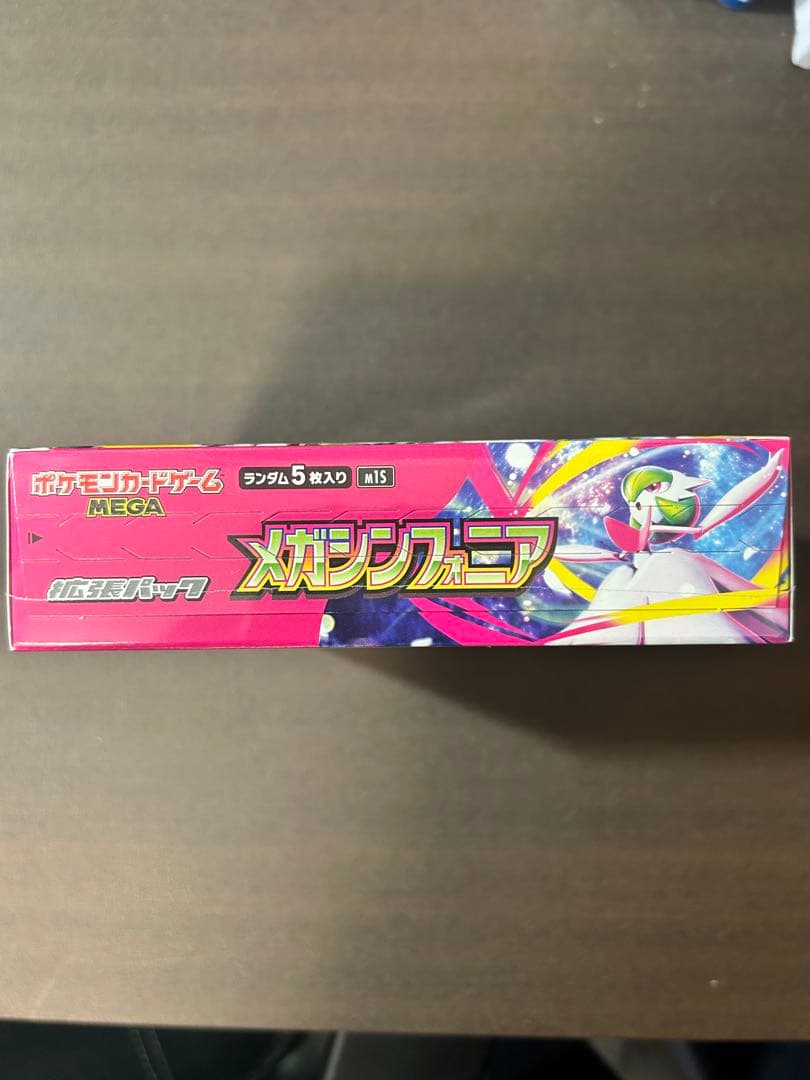 ポケモンカードゲーム
MEGA
ランダム5枚入り
M1S
メガシンフォニア
拡張パック